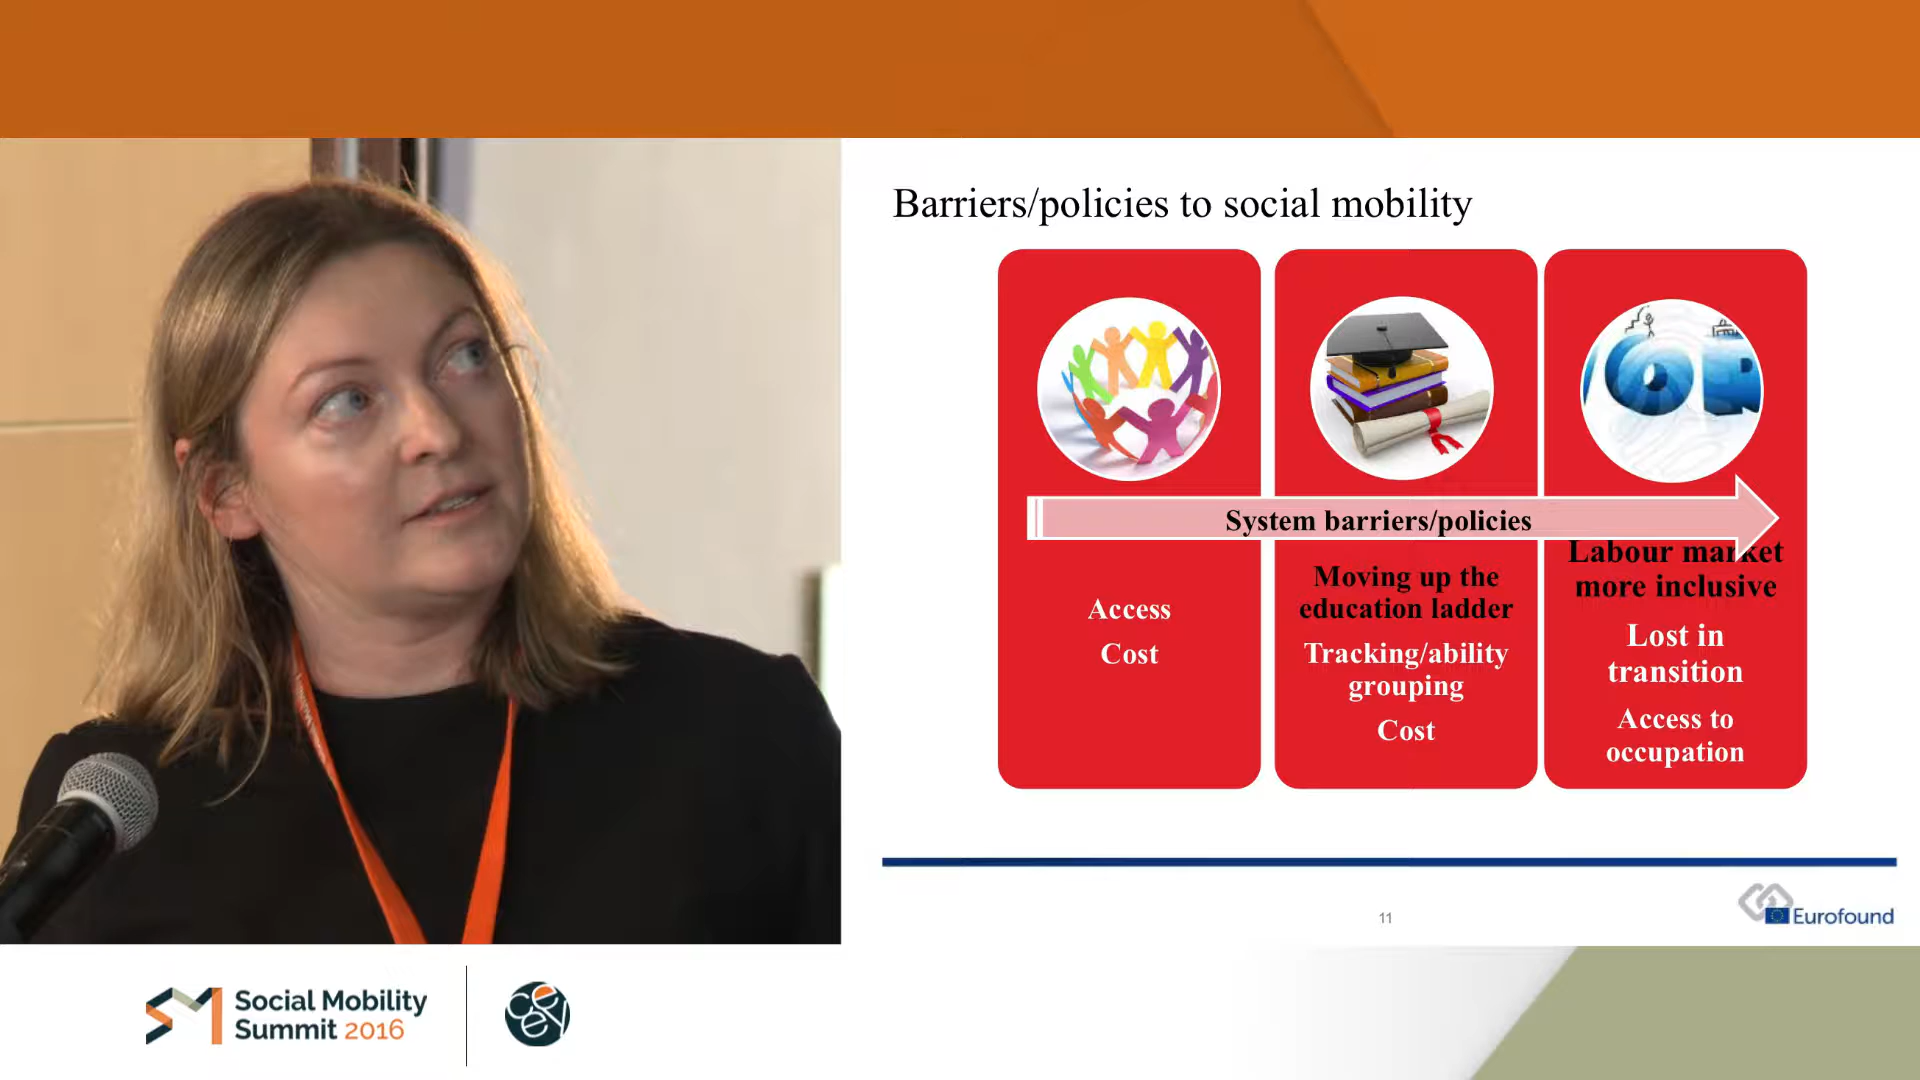 Barriers/policies to social mobility
System barriers/policies
Access
Cost
Moving up the
education ladder
Tracking/ability
grouping
Cost
Labour market
more inclusive
Lost in
transition
Access to
occupation
11
Eurofound
Social Mobility
Summit 2016
ceey